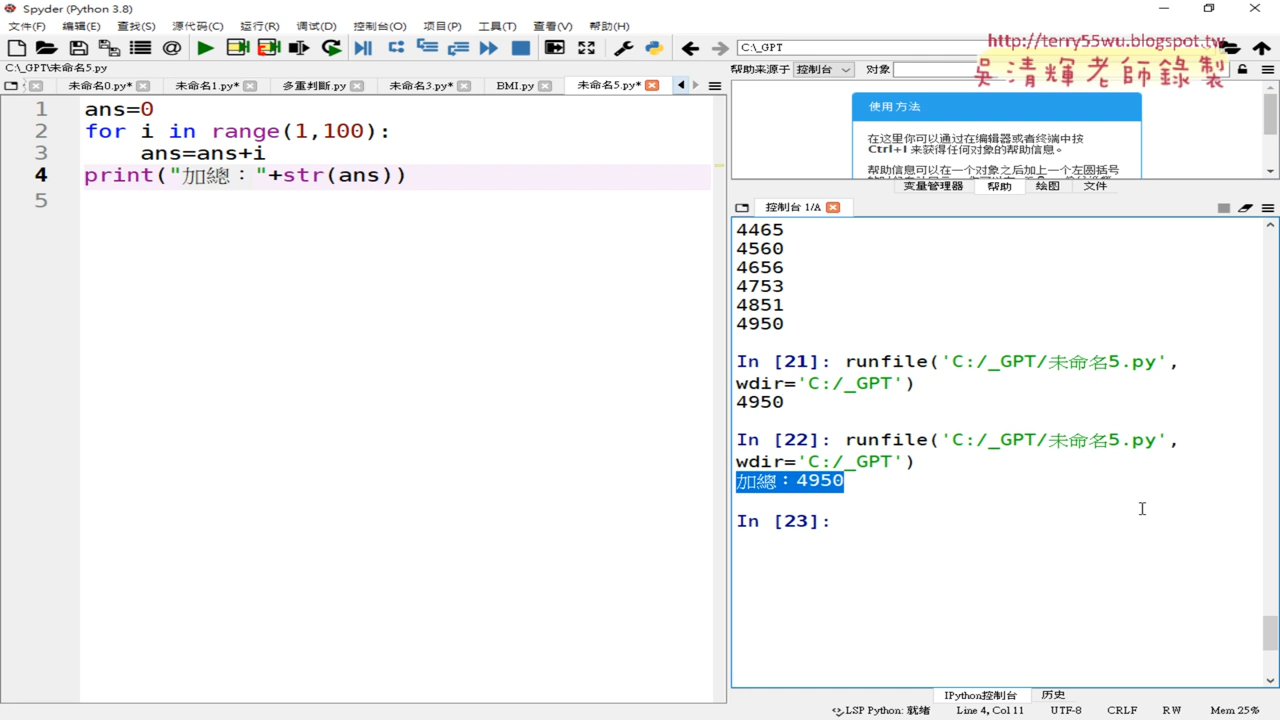 Spyder (Python 3.8)
文件(F) 编辑(E) 查找(S) 源代码(C) 运行(R) 调试(D) 控制台(O) 项目(P) 工具(T) 查看(V) 帮助(H)
C:\_GPT
http://terry55wu.blogspot.tw
吳清輝老師錄製
C:\_GPT\未命名5.py
帮助来源于 控制台 对象
未命名0.py* 未命名1.py* 多重判斷.py 未命名3.py* BMI.py 未命名5.py*
1 ans=0
2 for i in range(1,100):
3 ans=ans+i
4 print("加總："+str(ans))
5
使用方法
在这里你可以通过在编辑器或者终端中按
Ctrl+I 来获得任何对象的帮助信息。
帮助信息可以在一个对象之后加上一个左圆括号
变量管理器 帮助 绘图 文件
控制台 1/A
4465
4560
4656
4753
4851
4950
In [21]: runfile('C:/_GPT/未命名5.py',
wdir='C:/_GPT')
4950
In [22]: runfile('C:/_GPT/未命名5.py',
wdir='C:/_GPT')
加總：4950
In [23]:
IPython控制台 历史
LSP Python: 就绪 Line 4, Col 11 UTF-8 CRLF RW Mem 25%